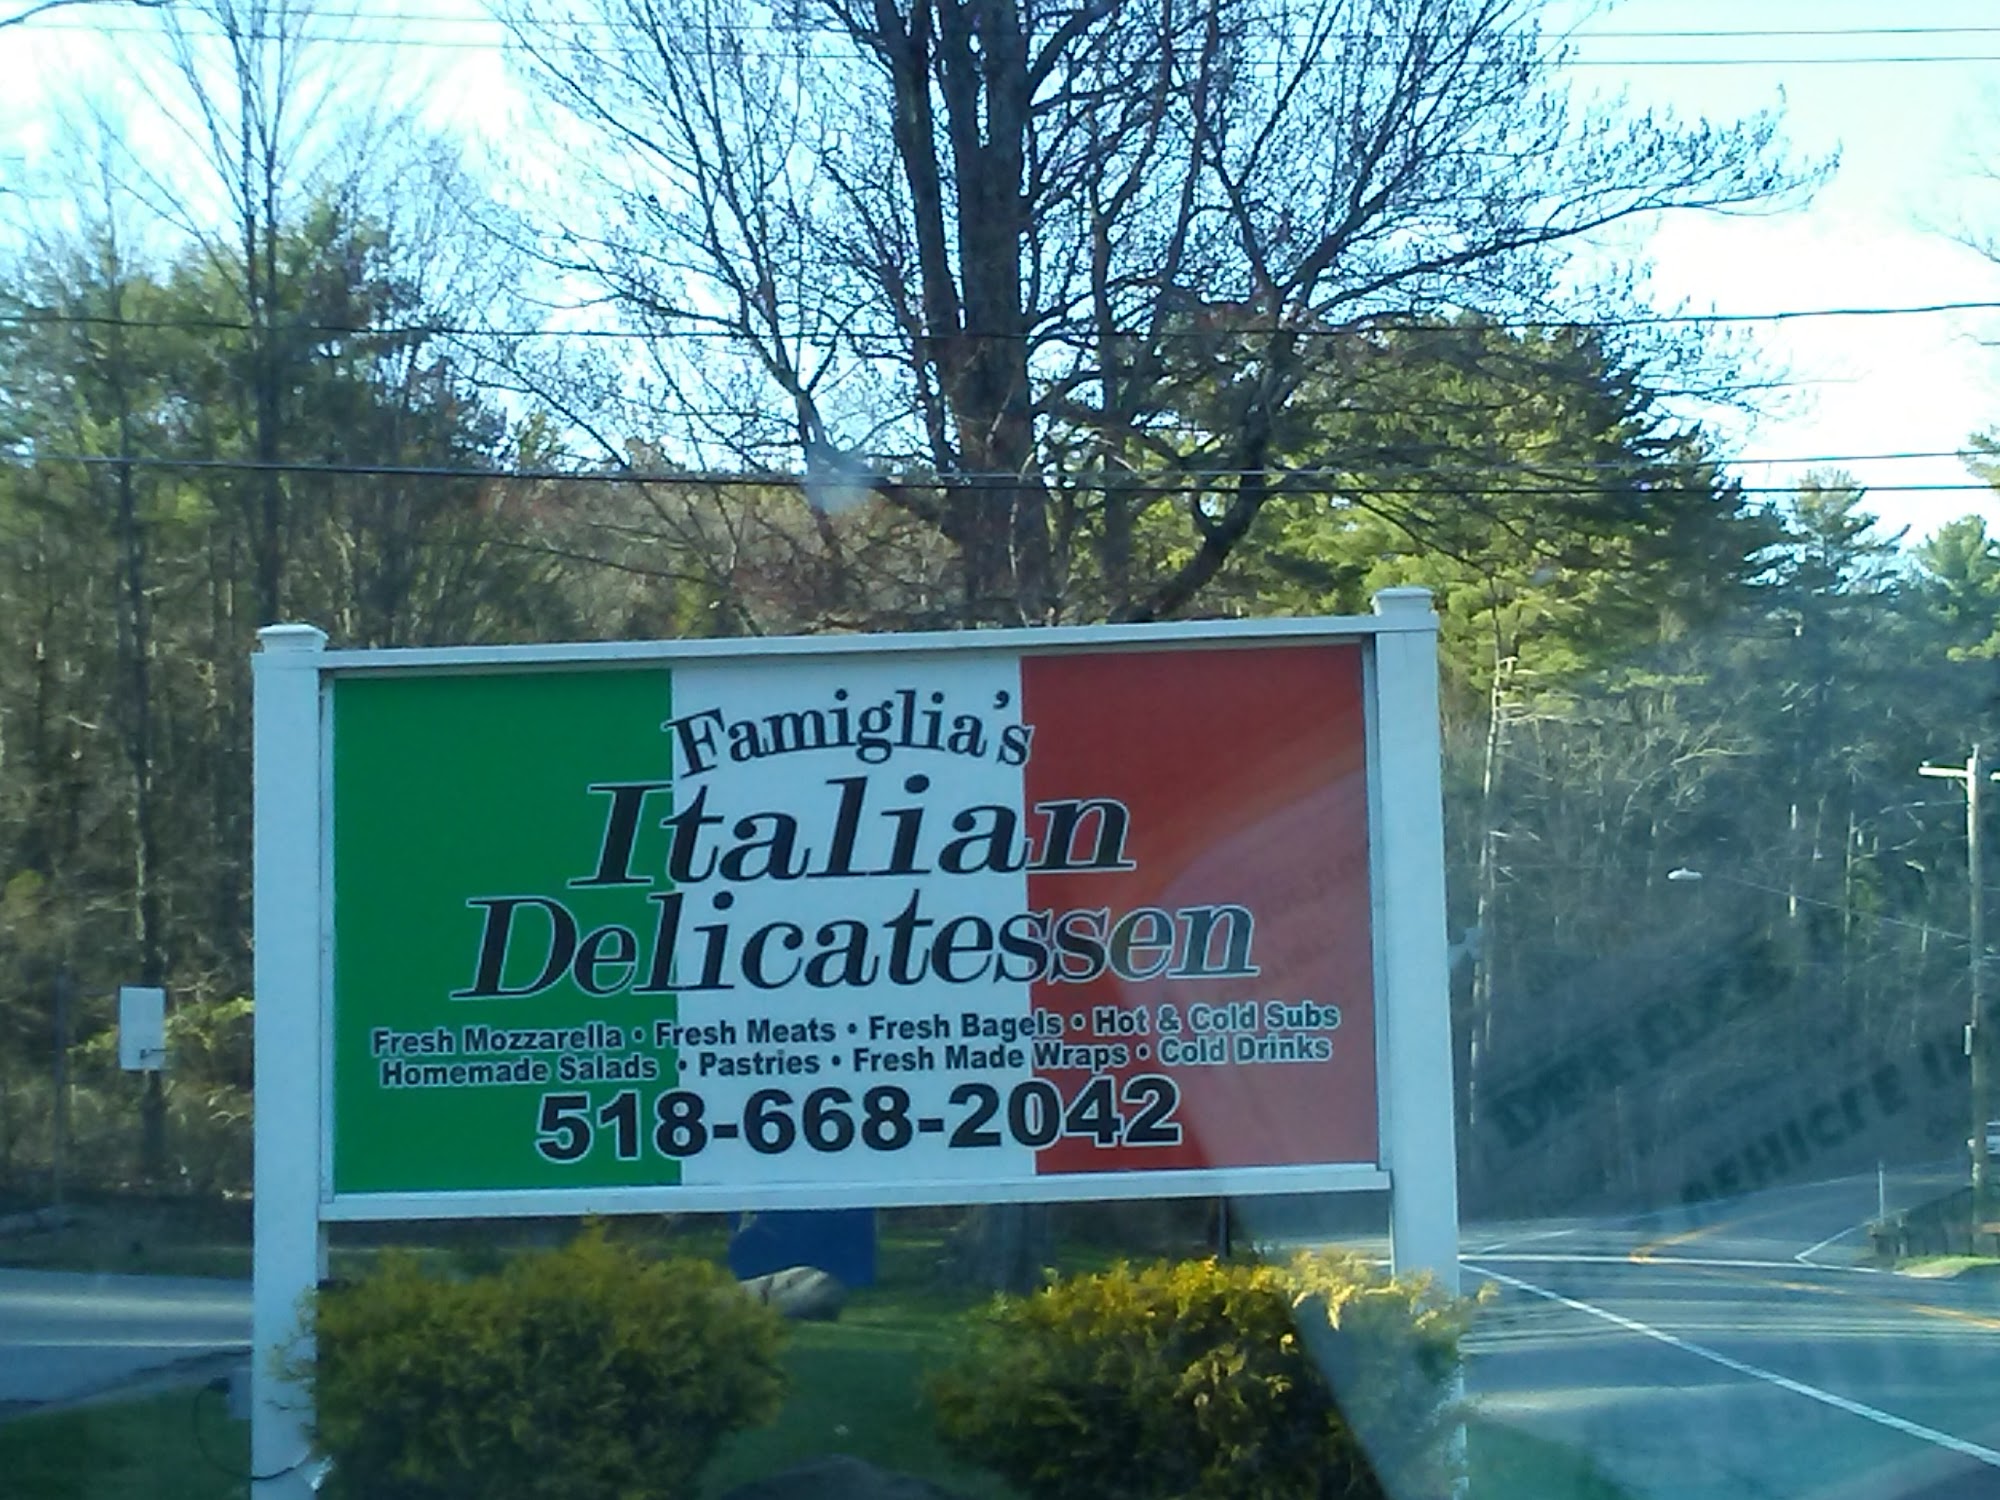 Famiglia's
Italian
Delicatessen
Fresh Mozzarella • Fresh Meats • Fresh Bagels • Hot & Cold Subs
Homemade Salads • Pastries • Fresh Made Wraps • Cold Drinks
518-668-2042